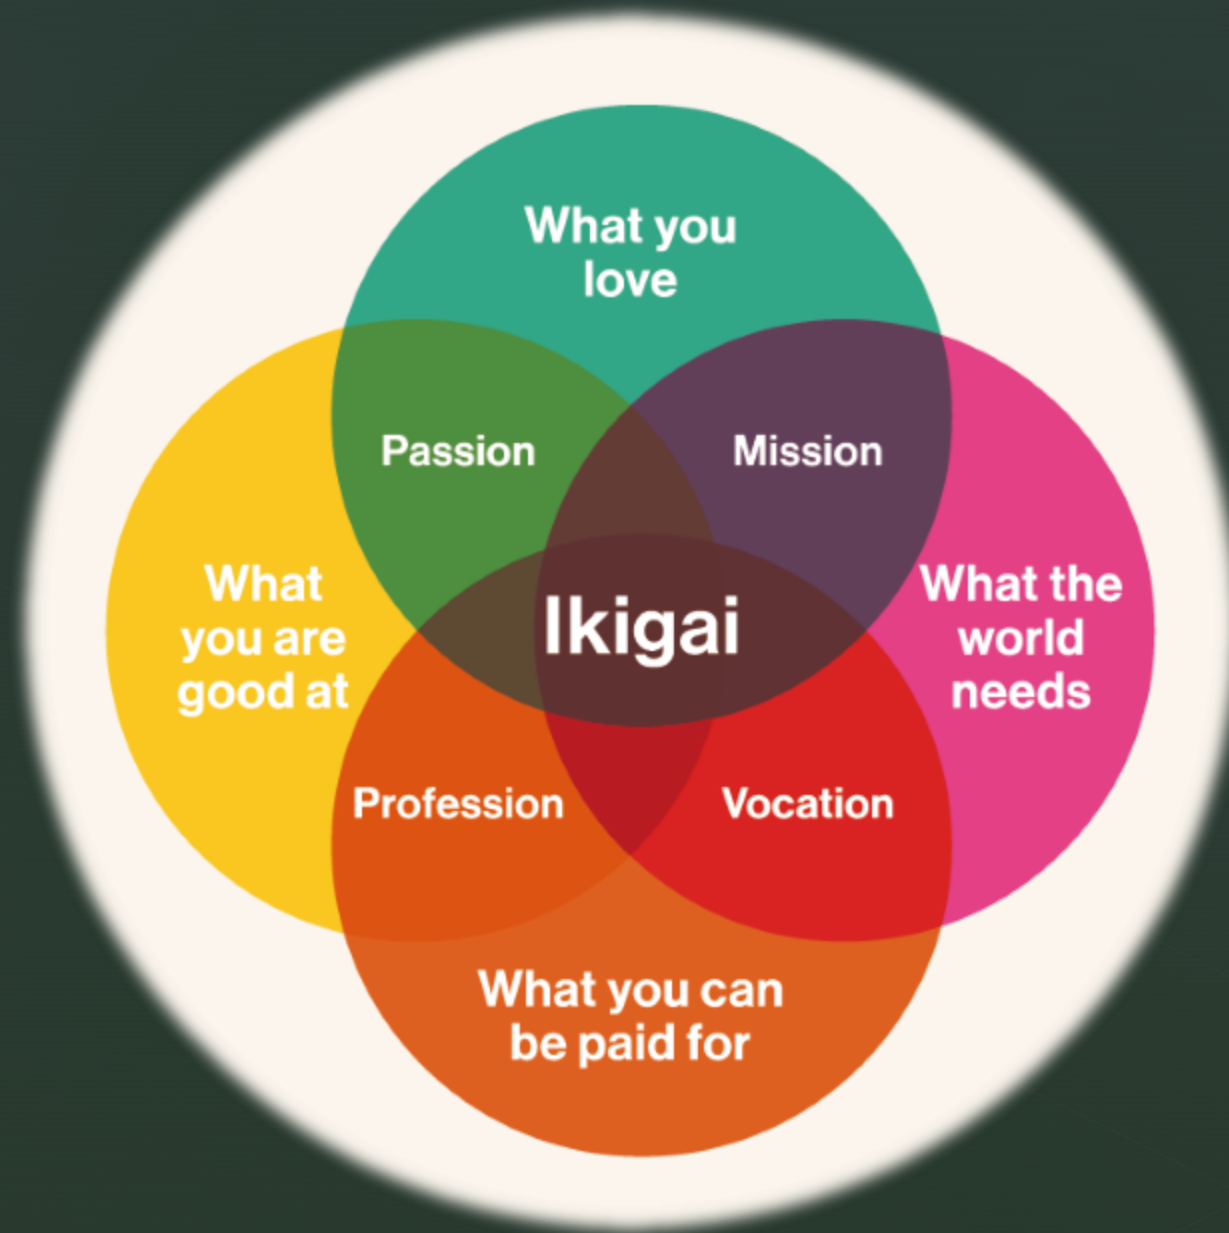 What you
love
Passion
Mission
What
you are
good at
Ikigai
What the
world
needs
Profession
Vocation
What you can
be paid for